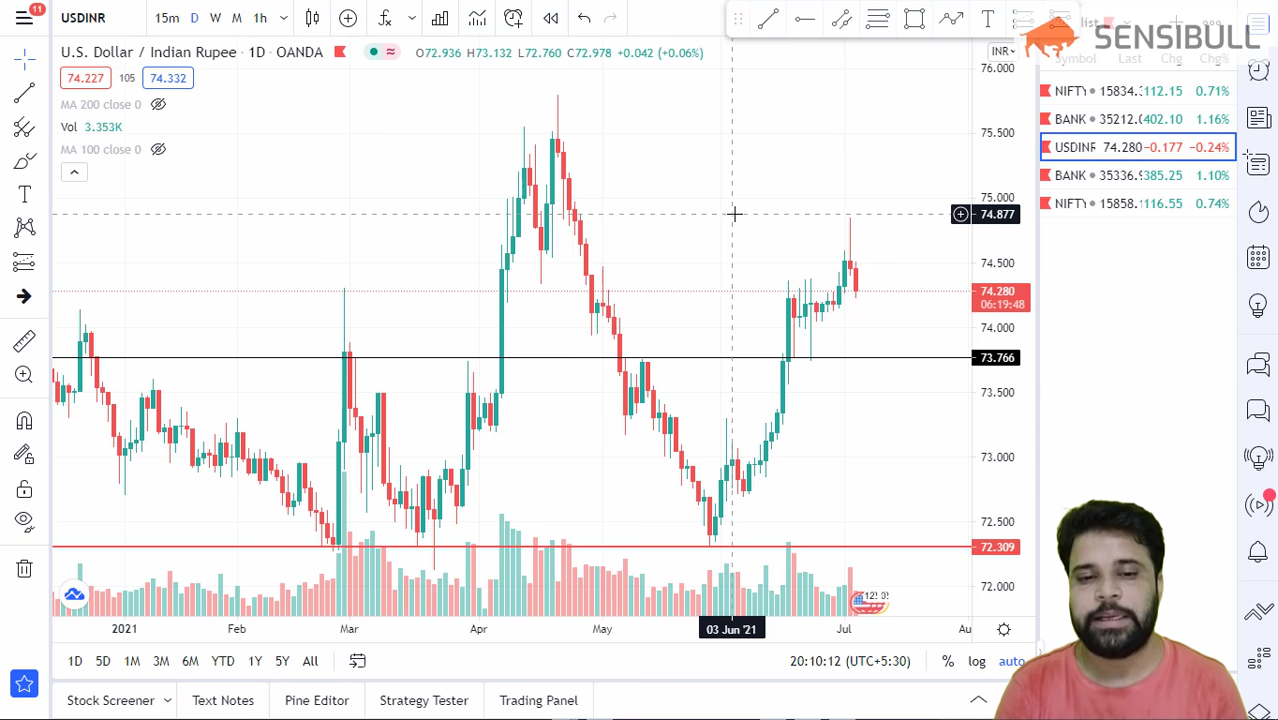 11
USDINR
15m D W M 1h
SENSIBULL
U.S. Dollar / Indian Rupee • 1D • OANDA
O72.936 H73.132 L72.760 C72.978 +0.042 (+0.06%)
INR
Symbol Last Chg Chg%
74.227 105 74.332
MA 200 close 0
Vol 3.353K
MA 100 close 0
NIFTY 15834. 112.15 0.71%
BANK 35212. 402.10 1.16%
USDINR 74.280 −0.177 −0.24%
BANK 35336. 385.25 1.10%
NIFTY 15858. 116.55 0.74%
76.000
75.500
75.000
74.877
74.500
74.280
06:19:48
74.000
73.766
73.500
73.000
72.500
72.309
72.000
2021 Feb Mar Apr May 03 Jun '21 Jul Au
1D 5D 1M 3M 6M YTD 1Y 5Y All
20:10:12 (UTC+5:30) % log auto
Stock Screener Text Notes Pine Editor Strategy Tester Trading Panel